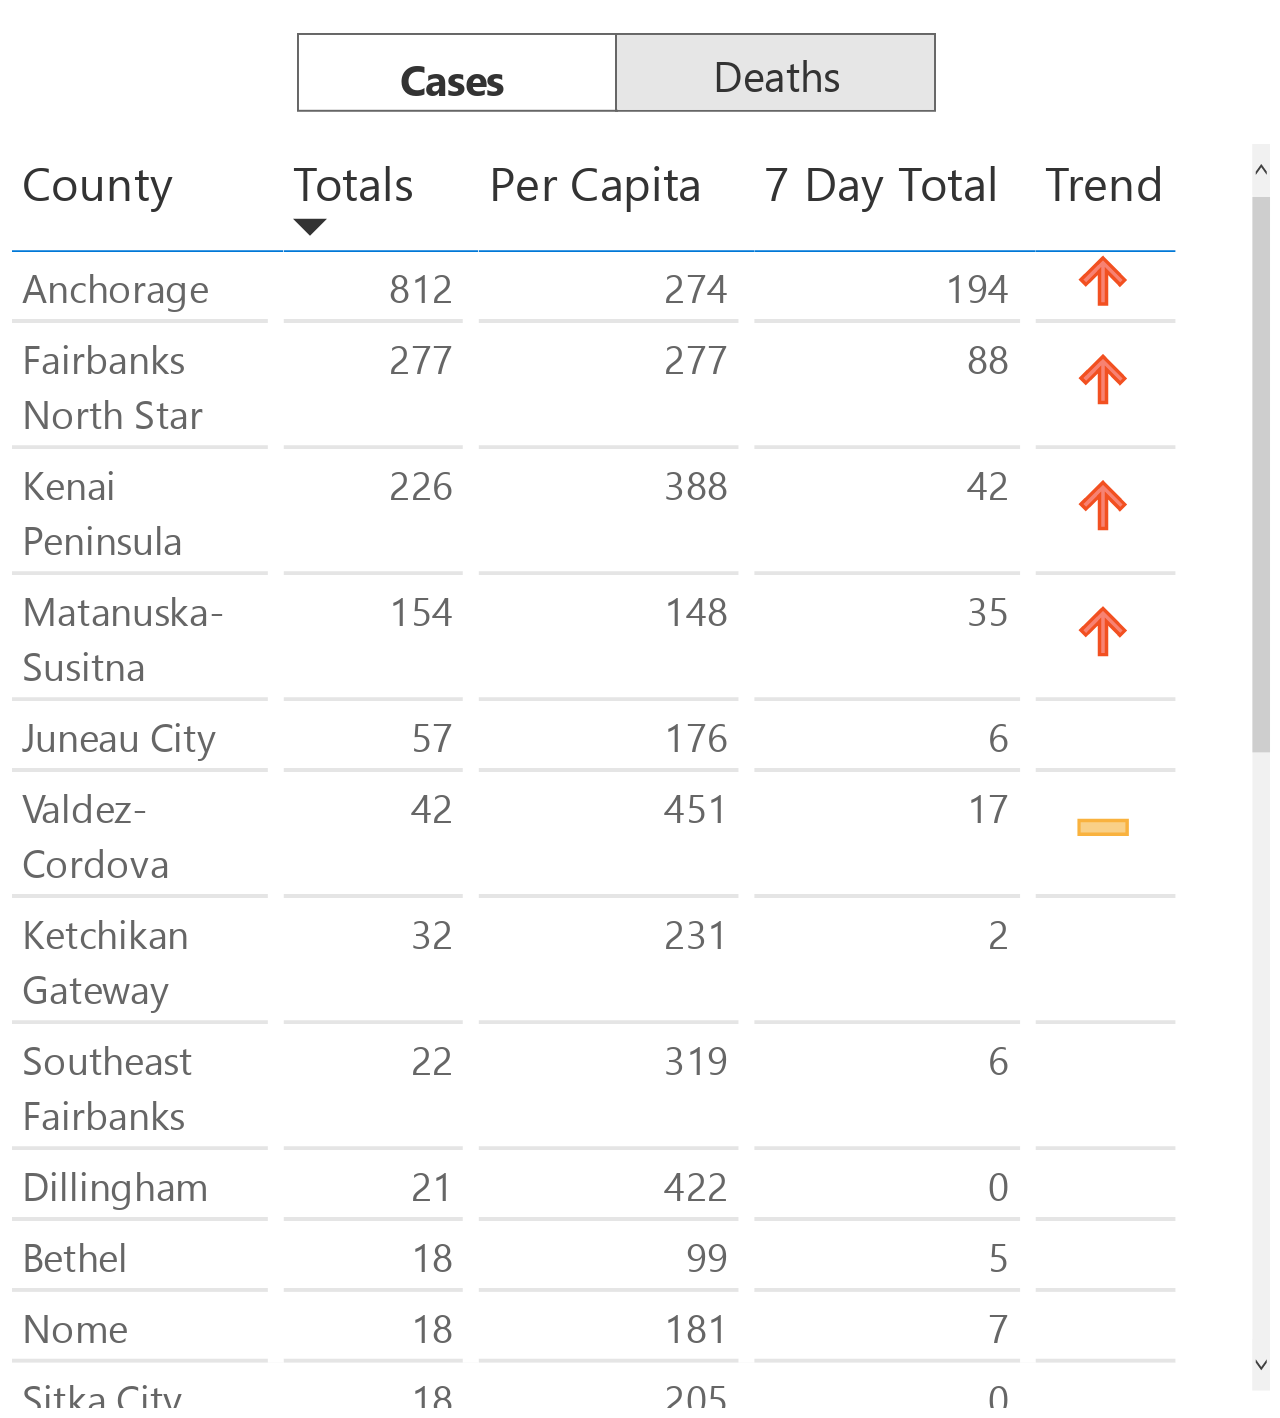 Cases Deaths
County Totals Per Capita 7 Day Total Trend
Anchorage 812 274 194
Fairbanks 277 277 88
North Star
Kenai 226 388 42
Peninsula
Matanuska- 154 148 35
Susitna
Juneau City 57 176 6
Valdez- 42 451 17
Cordova
Ketchikan 32 231 2
Gateway
Southeast 22 319 6
Fairbanks
Dillingham 21 422 0
Bethel 18 99 5
Nome 18 181 7
Sitka City 18 205 0